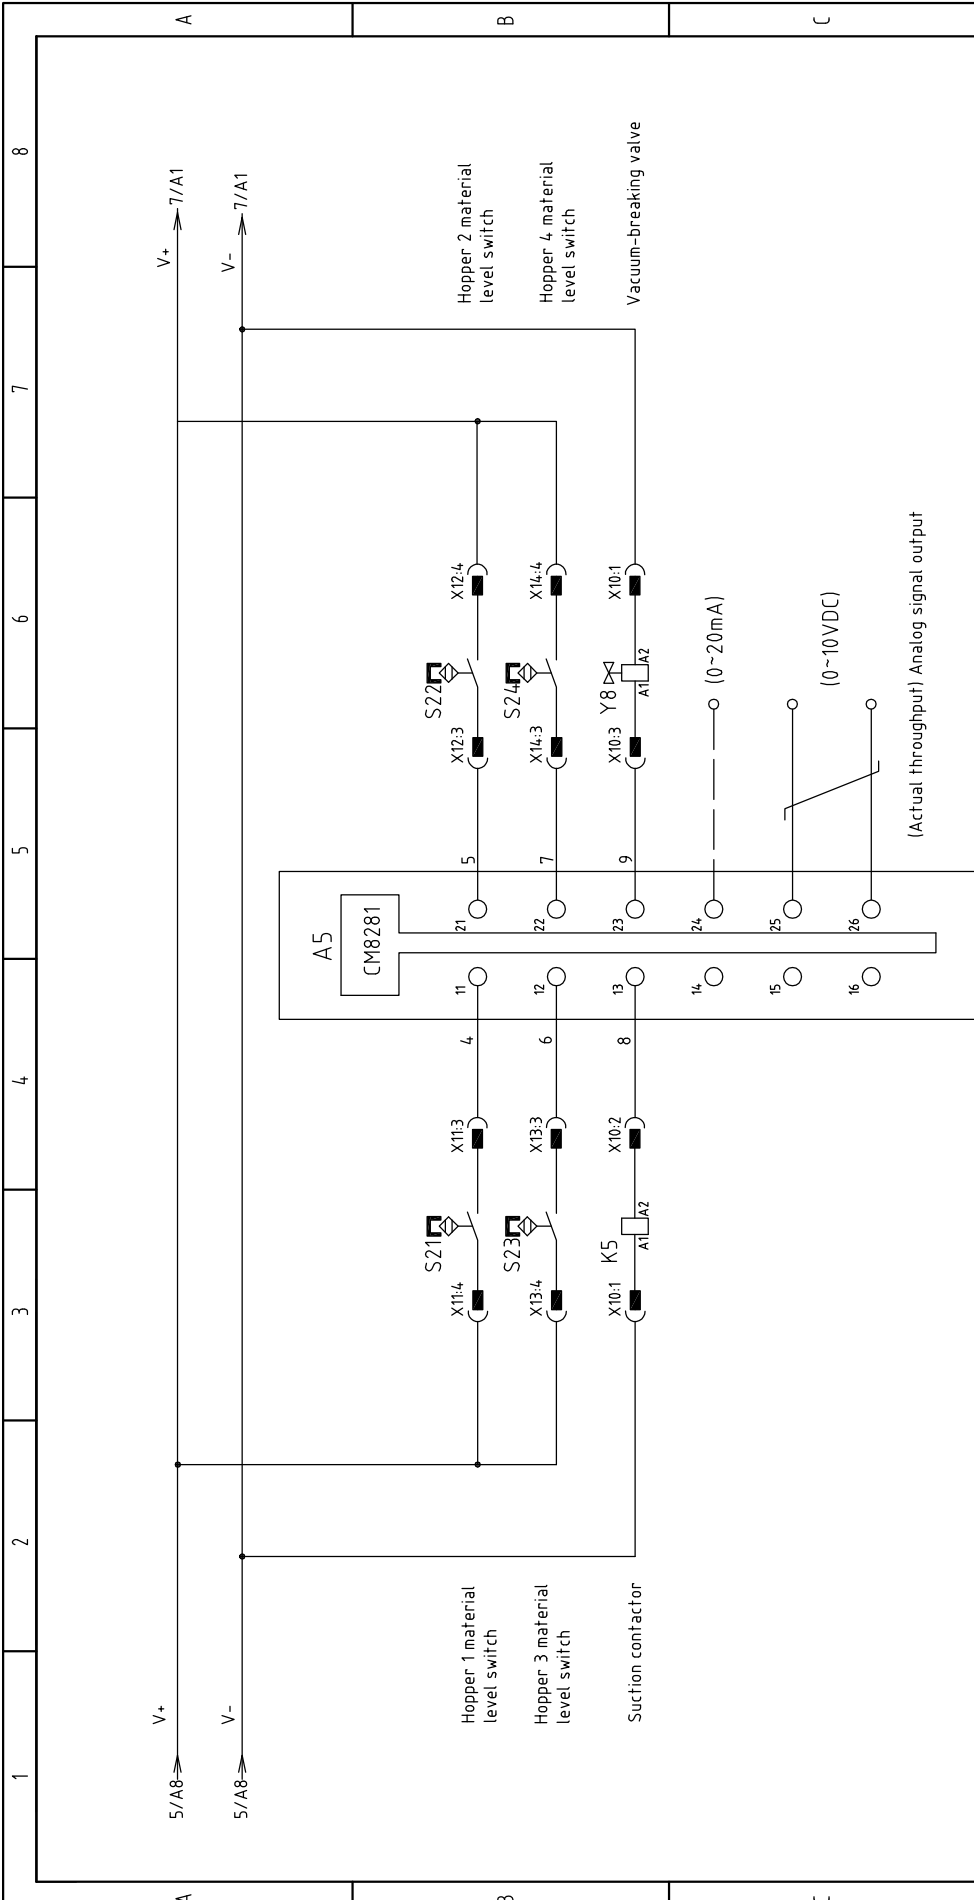 1
2
3
4
5
6
7
8
A
B
C
5/A8
V+
V+
7/A1
5/A8
V-
V-
7/A1
A5
CM8281
Hopper 1 material
level switch
X11:4
S21
X11:3
4
11
21
5
X12:3
S22
X12:4
Hopper 2 material
level switch
Hopper 3 material
level switch
X13:4
S23
X13:3
6
12
22
7
X14:3
S24
X14:4
Hopper 4 material
level switch
Suction contactor
X10:1
K5
A1
A2
X10:2
8
13
23
9
X10:3
Y8
A1
A2
X10:1
Vacuum-breaking valve
14
24
(0~20mA)
15
25
(0~10VDC)
16
26
(Actual throughput) Analog signal output